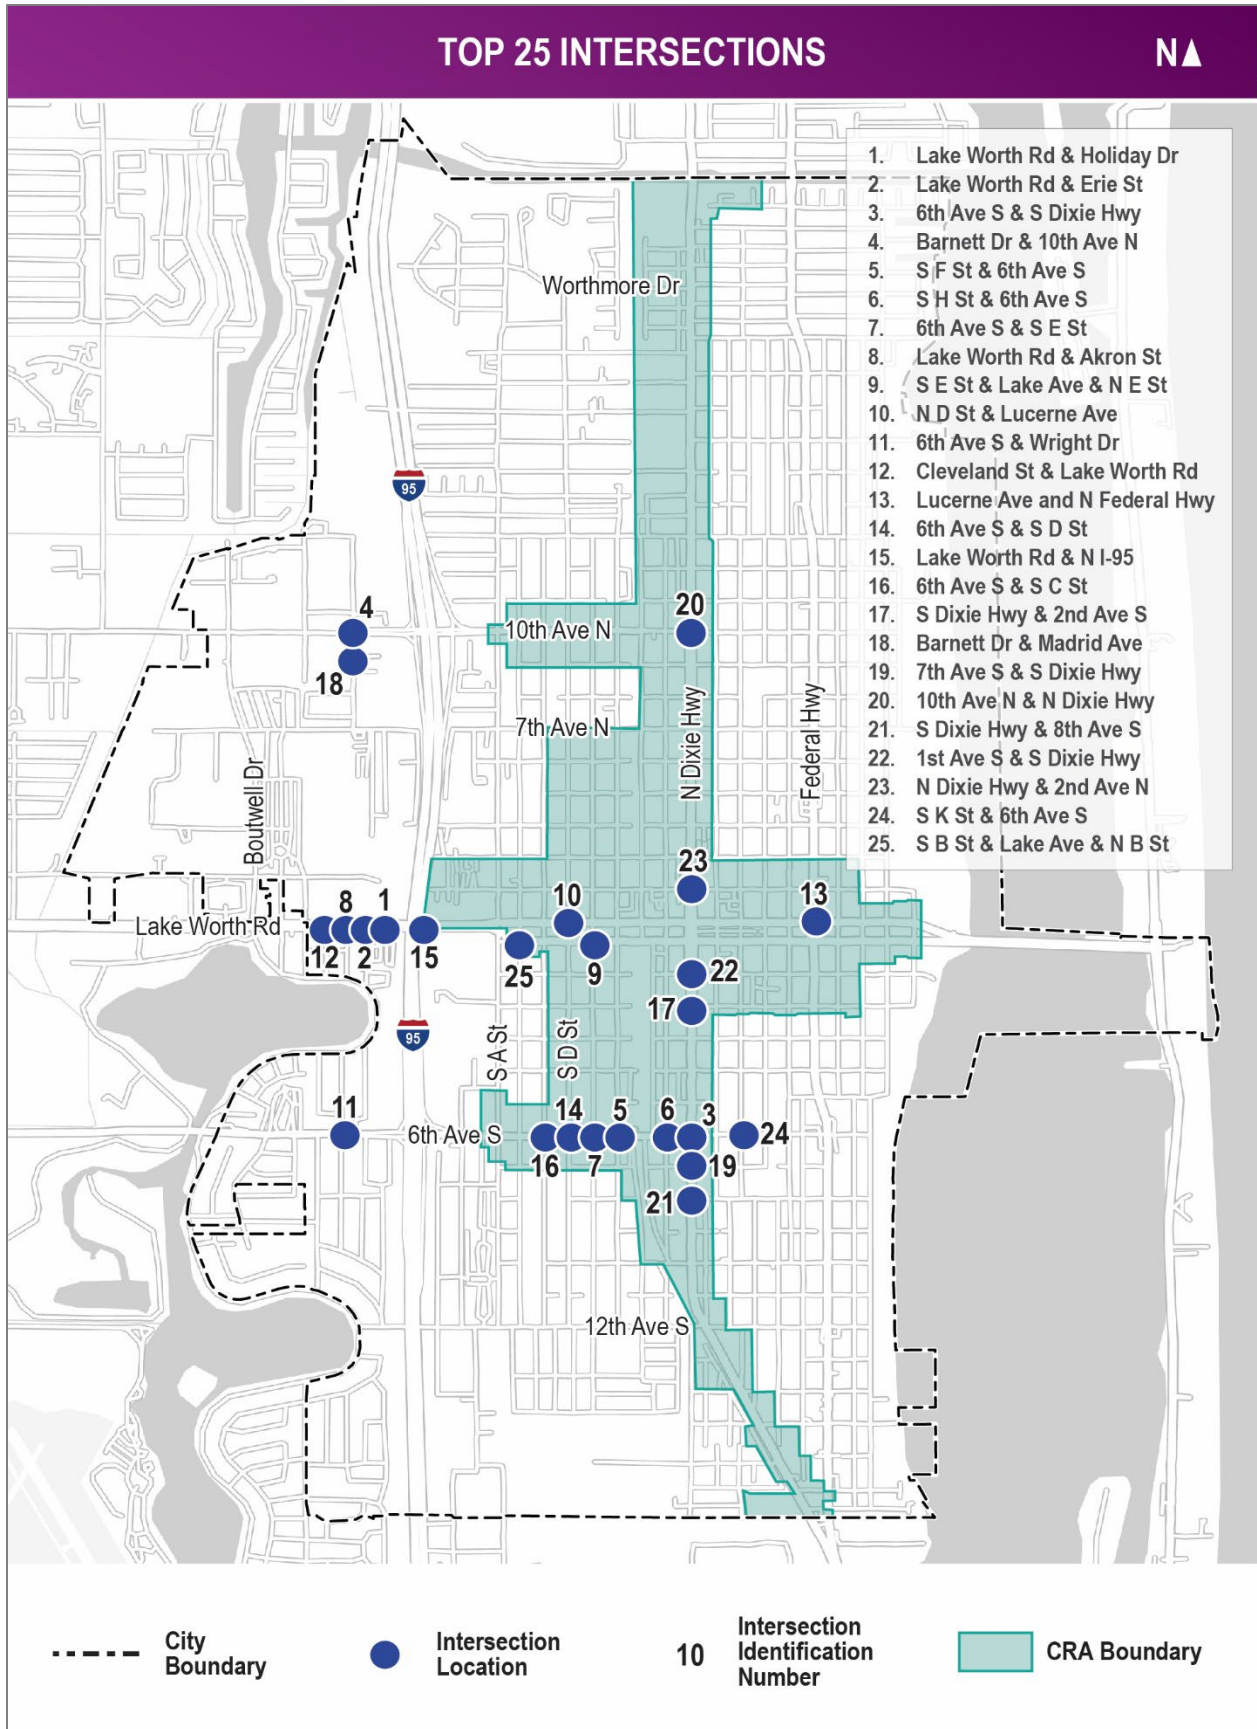 TOP 25 INTERSECTIONS
N
1. Lake Worth Rd & Holiday Dr
2. Lake Worth Rd & Erie St
3. 6th Ave S & S Dixie Hwy
4. Barnett Dr & 10th Ave N
5. S F St & 6th Ave S
6. S H St & 6th Ave S
7. 6th Ave S & S E St
8. Lake Worth Rd & Akron St
9. S E St & Lake Ave & N E St
10. N D St & Lucerne Ave
11. 6th Ave S & Wright Dr
12. Cleveland St & Lake Worth Rd
13. Lucerne Ave and N Federal Hwy
14. 6th Ave S & S D St
15. Lake Worth Rd & N I-95
16. 6th Ave S & S C St
17. S Dixie Hwy & 2nd Ave S
18. Barnett Dr & Madrid Ave
19. 7th Ave S & S Dixie Hwy
20. 10th Ave N & N Dixie Hwy
21. S Dixie Hwy & 8th Ave S
22. 1st Ave S & S Dixie Hwy
23. N Dixie Hwy & 2nd Ave N
24. S K St & 6th Ave S
25. S B St & Lake Ave & N B St
Worthmore Dr
95
4
20
10th Ave N
18
7th Ave N
N Dixie Hwy
Federal Hwy
Boutwell Dr
23
8
1
10
13
Lake Worth Rd
12
2
15
25
9
22
17
95
S A St
S D St
11
6th Ave S
14
5
6
3
24
16
7
19
21
12th Ave S
City
Boundary
Intersection
Location
10
Intersection
Identification
Number
CRA Boundary